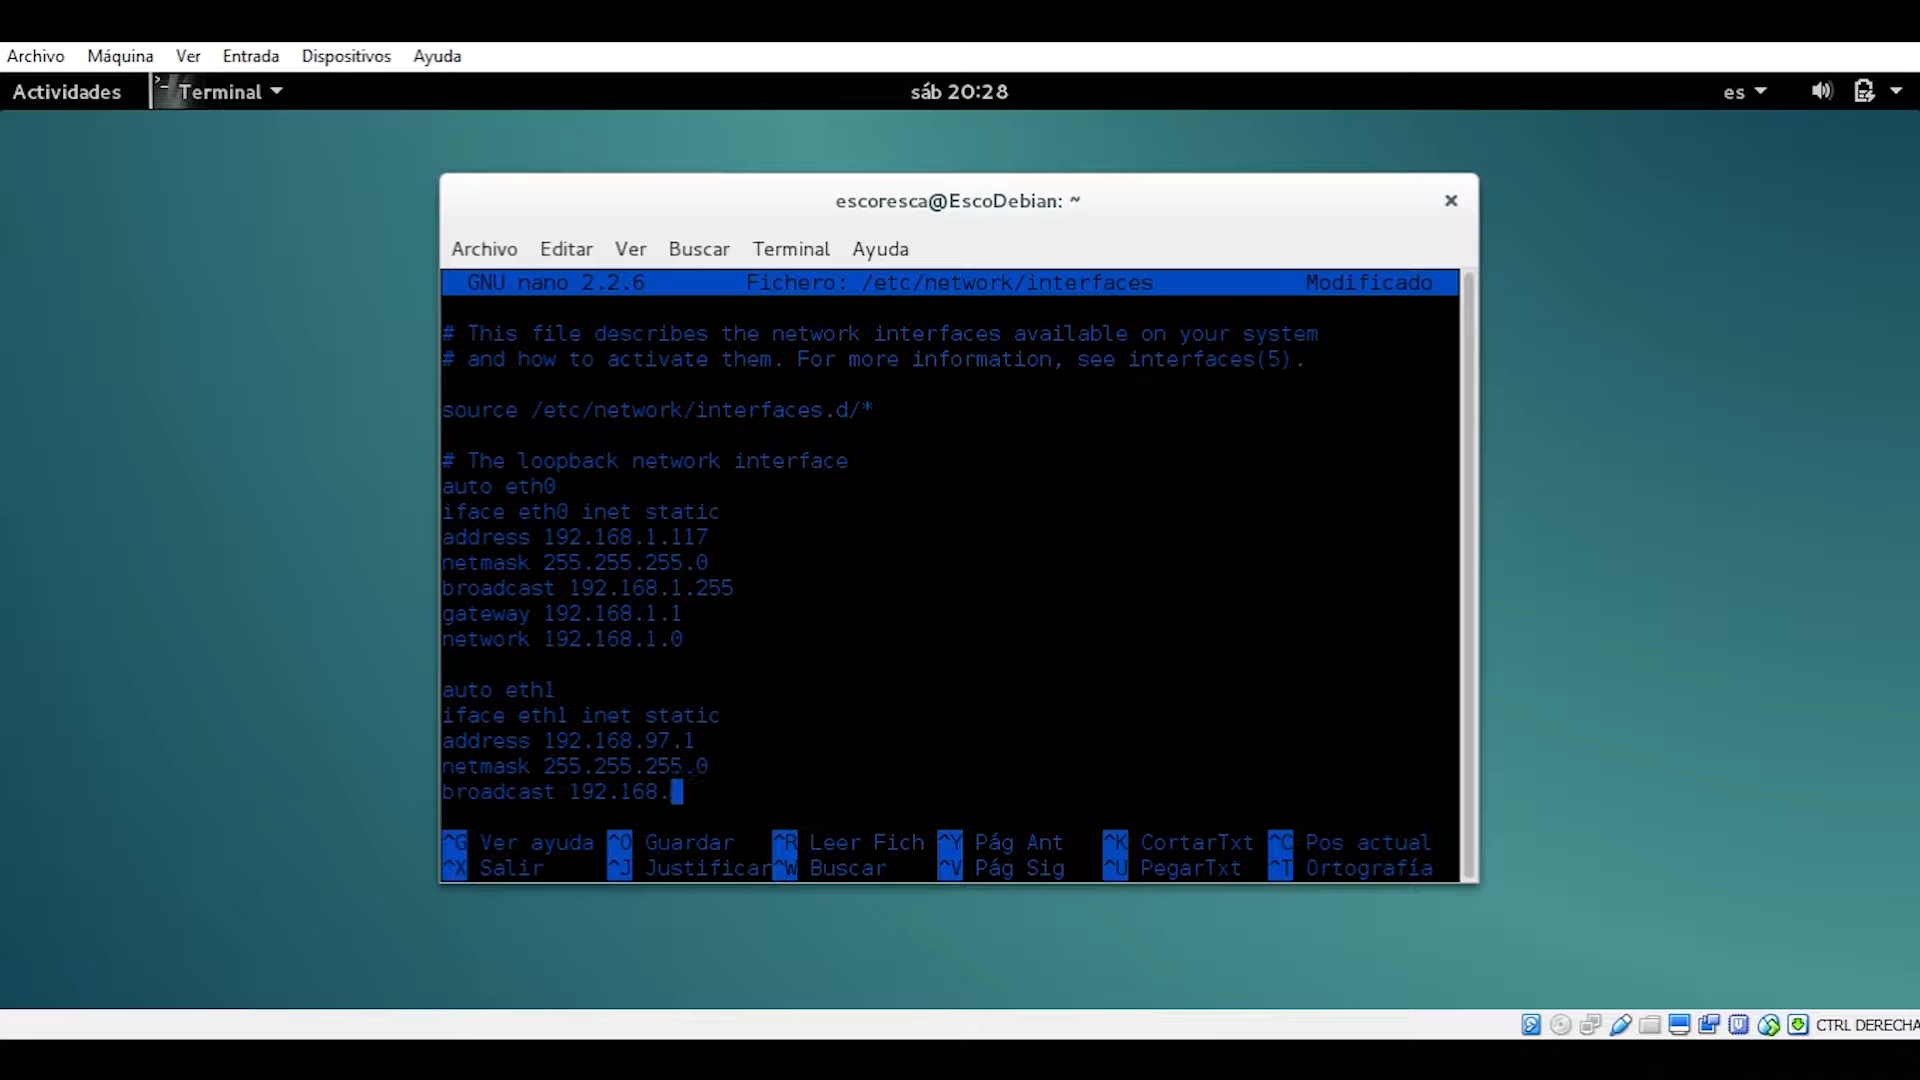 Archivo Máquina Ver Entrada Dispositivos Ayuda
Actividades Terminal sáb 20:28 es
escoresca@EscoDebian: ~
Archivo Editar Ver Buscar Terminal Ayuda
GNU nano 2.2.6 Fichero: /etc/network/interfaces Modificado
# This file describes the network interfaces available on your system
# and how to activate them. For more information, see interfaces(5).
source /etc/network/interfaces.d/*
# The loopback network interface
auto eth0
iface eth0 inet static
address 192.168.1.117
netmask 255.255.255.0
broadcast 192.168.1.255
gateway 192.168.1.1
network 192.168.1.0
auto eth1
iface eth1 inet static
address 192.168.97.1
netmask 255.255.255.0
broadcast 192.168.
^G Ver ayuda ^O Guardar ^R Leer Fich ^Y Pág Ant ^K CortarTxt ^C Pos actual
^X Salir ^J Justificar ^W Buscar ^V Pág Sig ^U PegarTxt ^T Ortografía
CTRL DERECHA